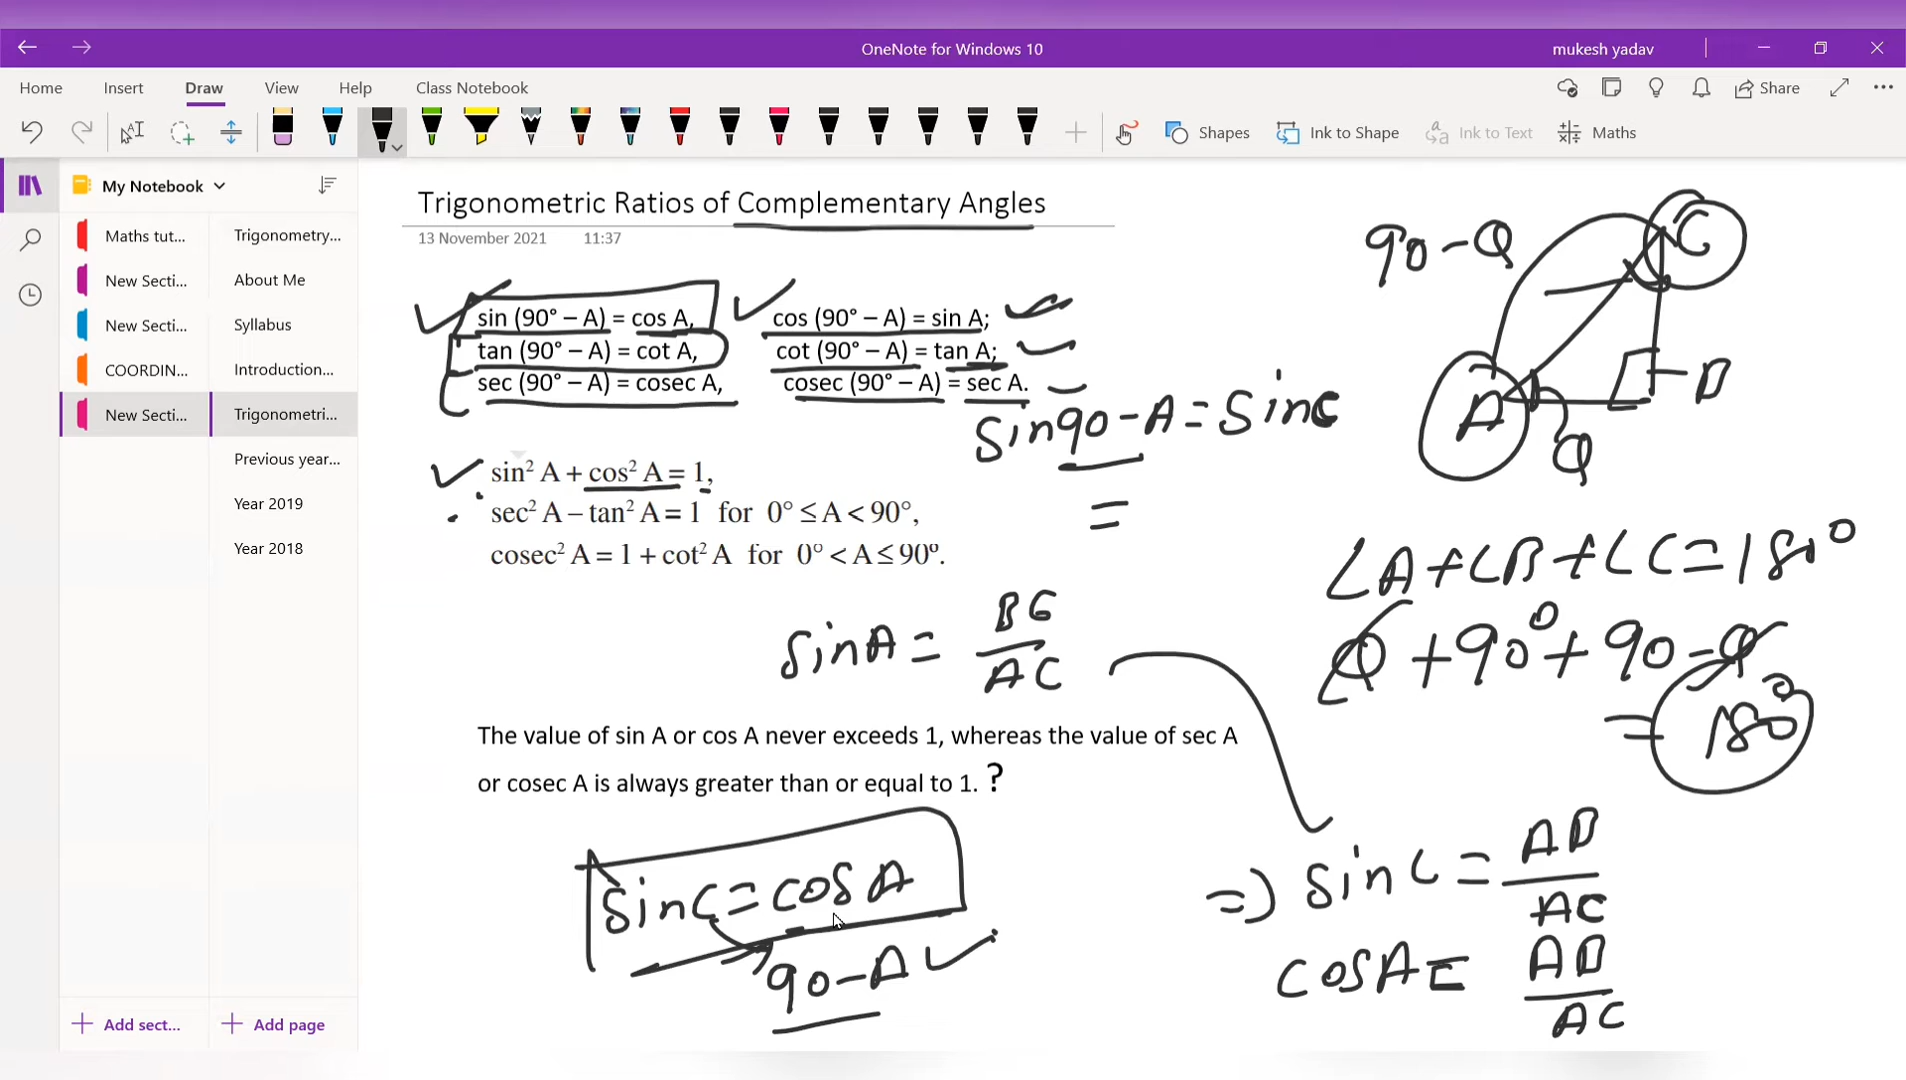 OneNote for Windows 10
mukesh yadav
Home Insert Draw View Help Class Notebook
Share
Shapes Ink to Shape Ink to Text Maths
My Notebook
Maths tut...
New Secti...
New Secti...
COORDIN...
New Secti...
Add sect...
Trigonometry...
About Me
Syllabus
Introduction...
Trigonometri...
Previous year...
Year 2019
Year 2018
Add page
Trigonometric Ratios of Complementary Angles
13 November 2021 11:37
sin (90° – A) = cos A, cos (90° – A) = sin A;
tan (90° – A) = cot A, cot (90° – A) = tan A;
sec (90° – A) = cosec A, cosec (90° – A) = sec A.
sin² A + cos² A = 1,
sec² A – tan² A = 1 for 0° ≤ A < 90°,
cosec² A = 1 + cot² A for 0° < A ≤ 90°.
Sin90-A = Sinc
=
90-Q
C
A
B
Q
∠A+∠B+∠C=180°
Q+90°+90-Q
=180°
SinA = BC
AC
The value of sin A or cos A never exceeds 1, whereas the value of sec A
or cosec A is always greater than or equal to 1. ?
Sinc = cosA
90-A
=) Sin C = AB
AC
COSA = AB
AC